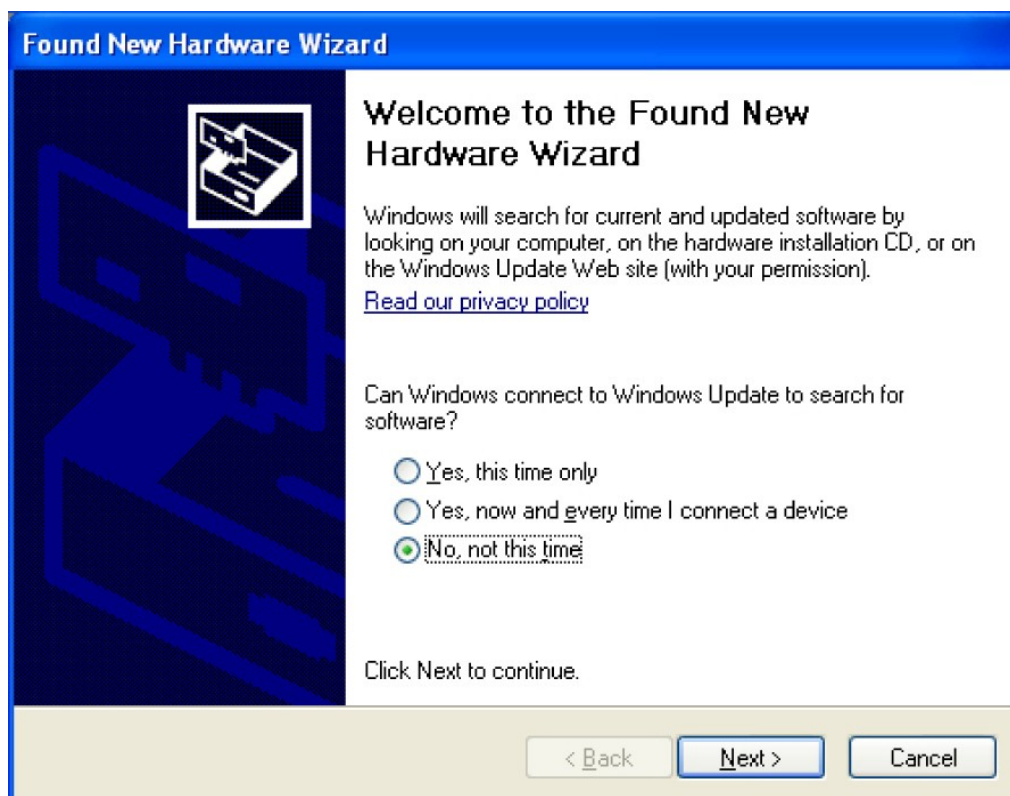 Found New Hardware Wizard
Welcome to the Found New
Hardware Wizard
Windows will search for current and updated software by
looking on your computer, on the hardware installation CD, or on
the Windows Update Web site (with your permission).
Read our privacy policy
Can Windows connect to Windows Update to search for
software?
Yes, this time only
Yes, now and every time I connect a device
No, not this time
Click Next to continue.
< Back
Next >
Cancel